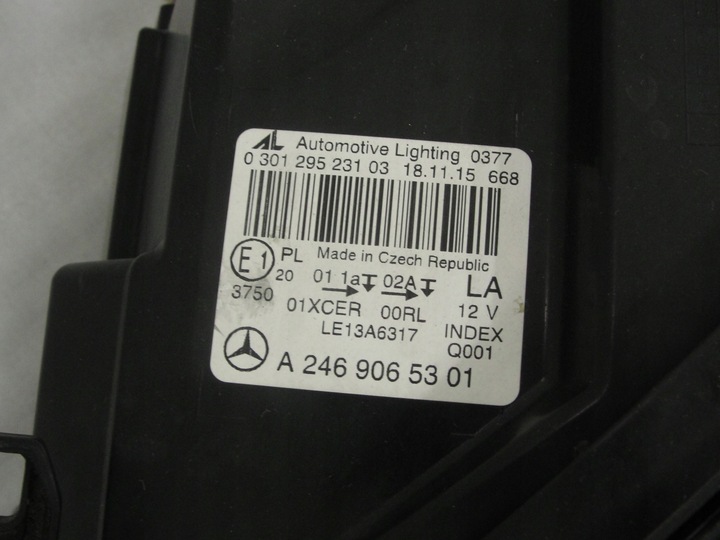 AL Automotive Lighting 0377
0 301 295 231 03 18.11.15 668
Made in Czech Republic
E1 PL 20 01 1a 02A LA
3750 01XCER 00RL 12 V
LE13A6317 INDEX
Q001
A 246 906 53 01